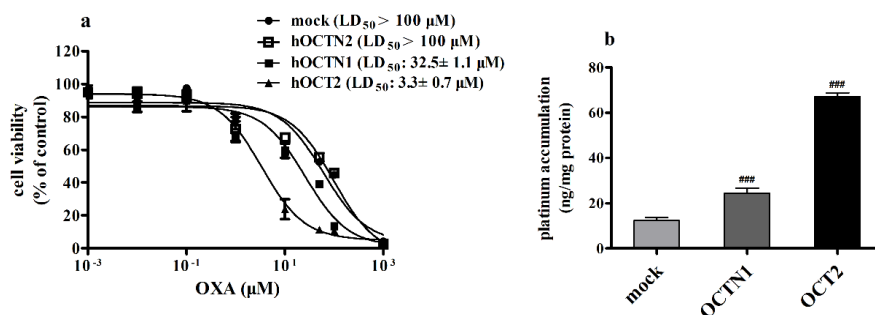 a
mock (LD50 > 100 μM)
hOCTN2 (LD50 > 100 μM)
hOCTN1 (LD50: 32.5± 1.1 μM)
hOCT2 (LD50: 3.3± 0.7 μM)
cell viability
(% of control)
120
100
80
60
40
20
0
10-3
10-1
101
103
OXA (μM)
b
platinum accumulation
(ng/mg protein)
80
60
40
20
0
###
###
mock
OCTN1
OCT2